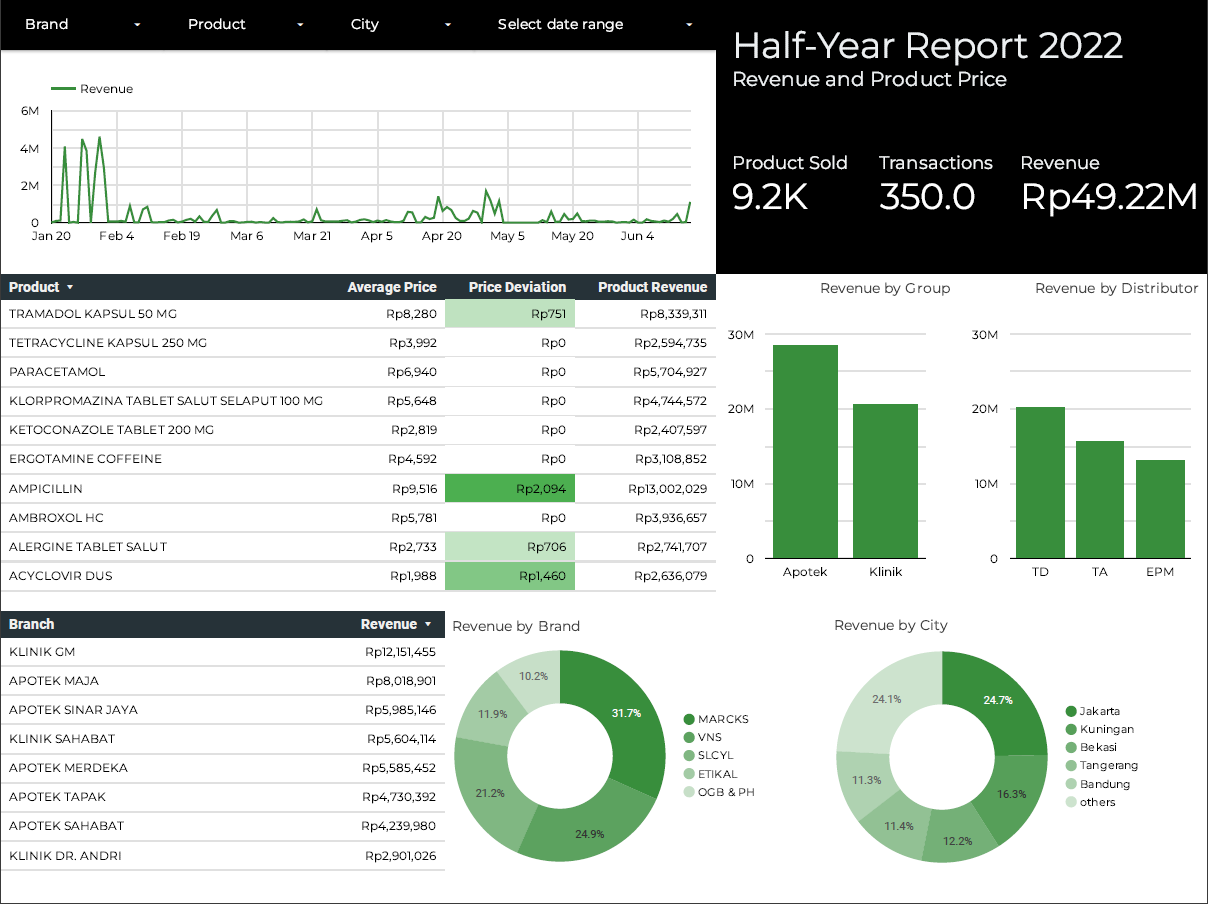 Brand Product City Select date range
Half-Year Report 2022
Revenue and Product Price
Product Sold Transactions Revenue
9.2K 350.0 Rp49.22M
Revenue
6M
4M
2M
0
Jan 20 Feb 4 Feb 19 Mar 6 Mar 21 Apr 5 Apr 20 May 5 May 20 Jun 4
Product Average Price Price Deviation Product Revenue
TRAMADOL KAPSUL 50 MG Rp8,280 Rp751 Rp8,339,311
TETRACYCLINE KAPSUL 250 MG Rp3,992 Rp0 Rp2,594,735
PARACETAMOL Rp6,940 Rp0 Rp5,704,927
KLORPROMAZINA TABLET SALUT SELAPUT 100 MG Rp5,648 Rp0 Rp4,744,572
KETOCONAZOLE TABLET 200 MG Rp2,819 Rp0 Rp2,407,597
ERGOTAMINE COFFEINE Rp4,592 Rp0 Rp3,108,852
AMPICILLIN Rp9,516 Rp2,094 Rp13,002,029
AMBROXOL HC Rp5,781 Rp0 Rp3,936,657
ALERGINE TABLET SALUT Rp2,733 Rp706 Rp2,741,707
ACYCLOVIR DUS Rp1,988 Rp1,460 Rp2,636,079
Revenue by Group
30M
20M
10M
0
Apotek Klinik
Revenue by Distributor
30M
20M
10M
0
TD TA EPM
Branch Revenue
KLINIK GM Rp12,151,455
APOTEK MAJA Rp8,018,901
APOTEK SINAR JAYA Rp5,985,146
KLINIK SAHABAT Rp5,604,114
APOTEK MERDEKA Rp5,585,452
APOTEK TAPAK Rp4,730,392
APOTEK SAHABAT Rp4,239,980
KLINIK DR. ANDRI Rp2,901,026
Revenue by Brand
10.2%
31.7%
11.9%
21.2%
24.9%
MARCKS
VNS
SLCYL
ETIKAL
OGB & PH
Revenue by City
24.1%
24.7%
11.3%
16.3%
11.4%
12.2%
Jakarta
Kuningan
Bekasi
Tangerang
Bandung
others